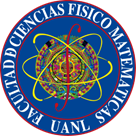 FACULTAD DE CIENCIAS FISICO MATEMATICAS
UANL